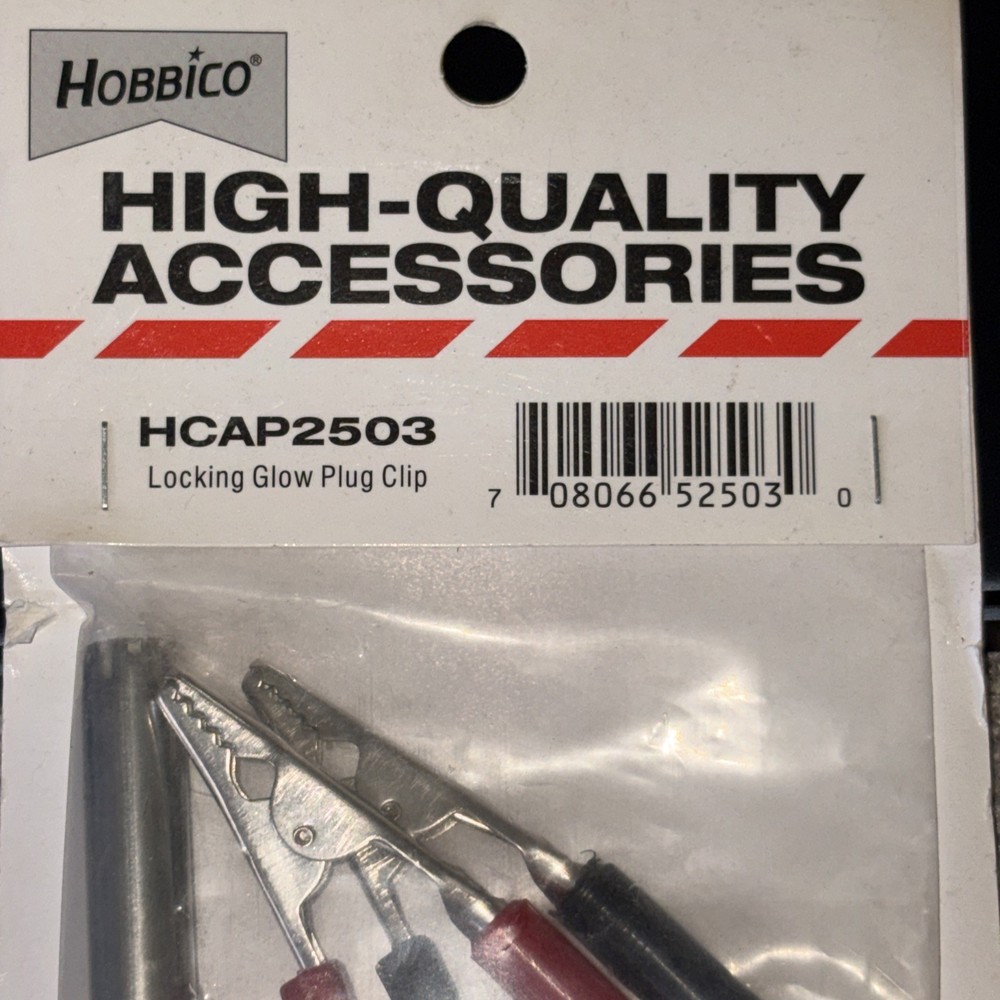 HOBBICO®
HIGH-QUALITY
ACCESSORIES
HCAP2503
Locking Glow Plug Clip
7 08066 52503 0